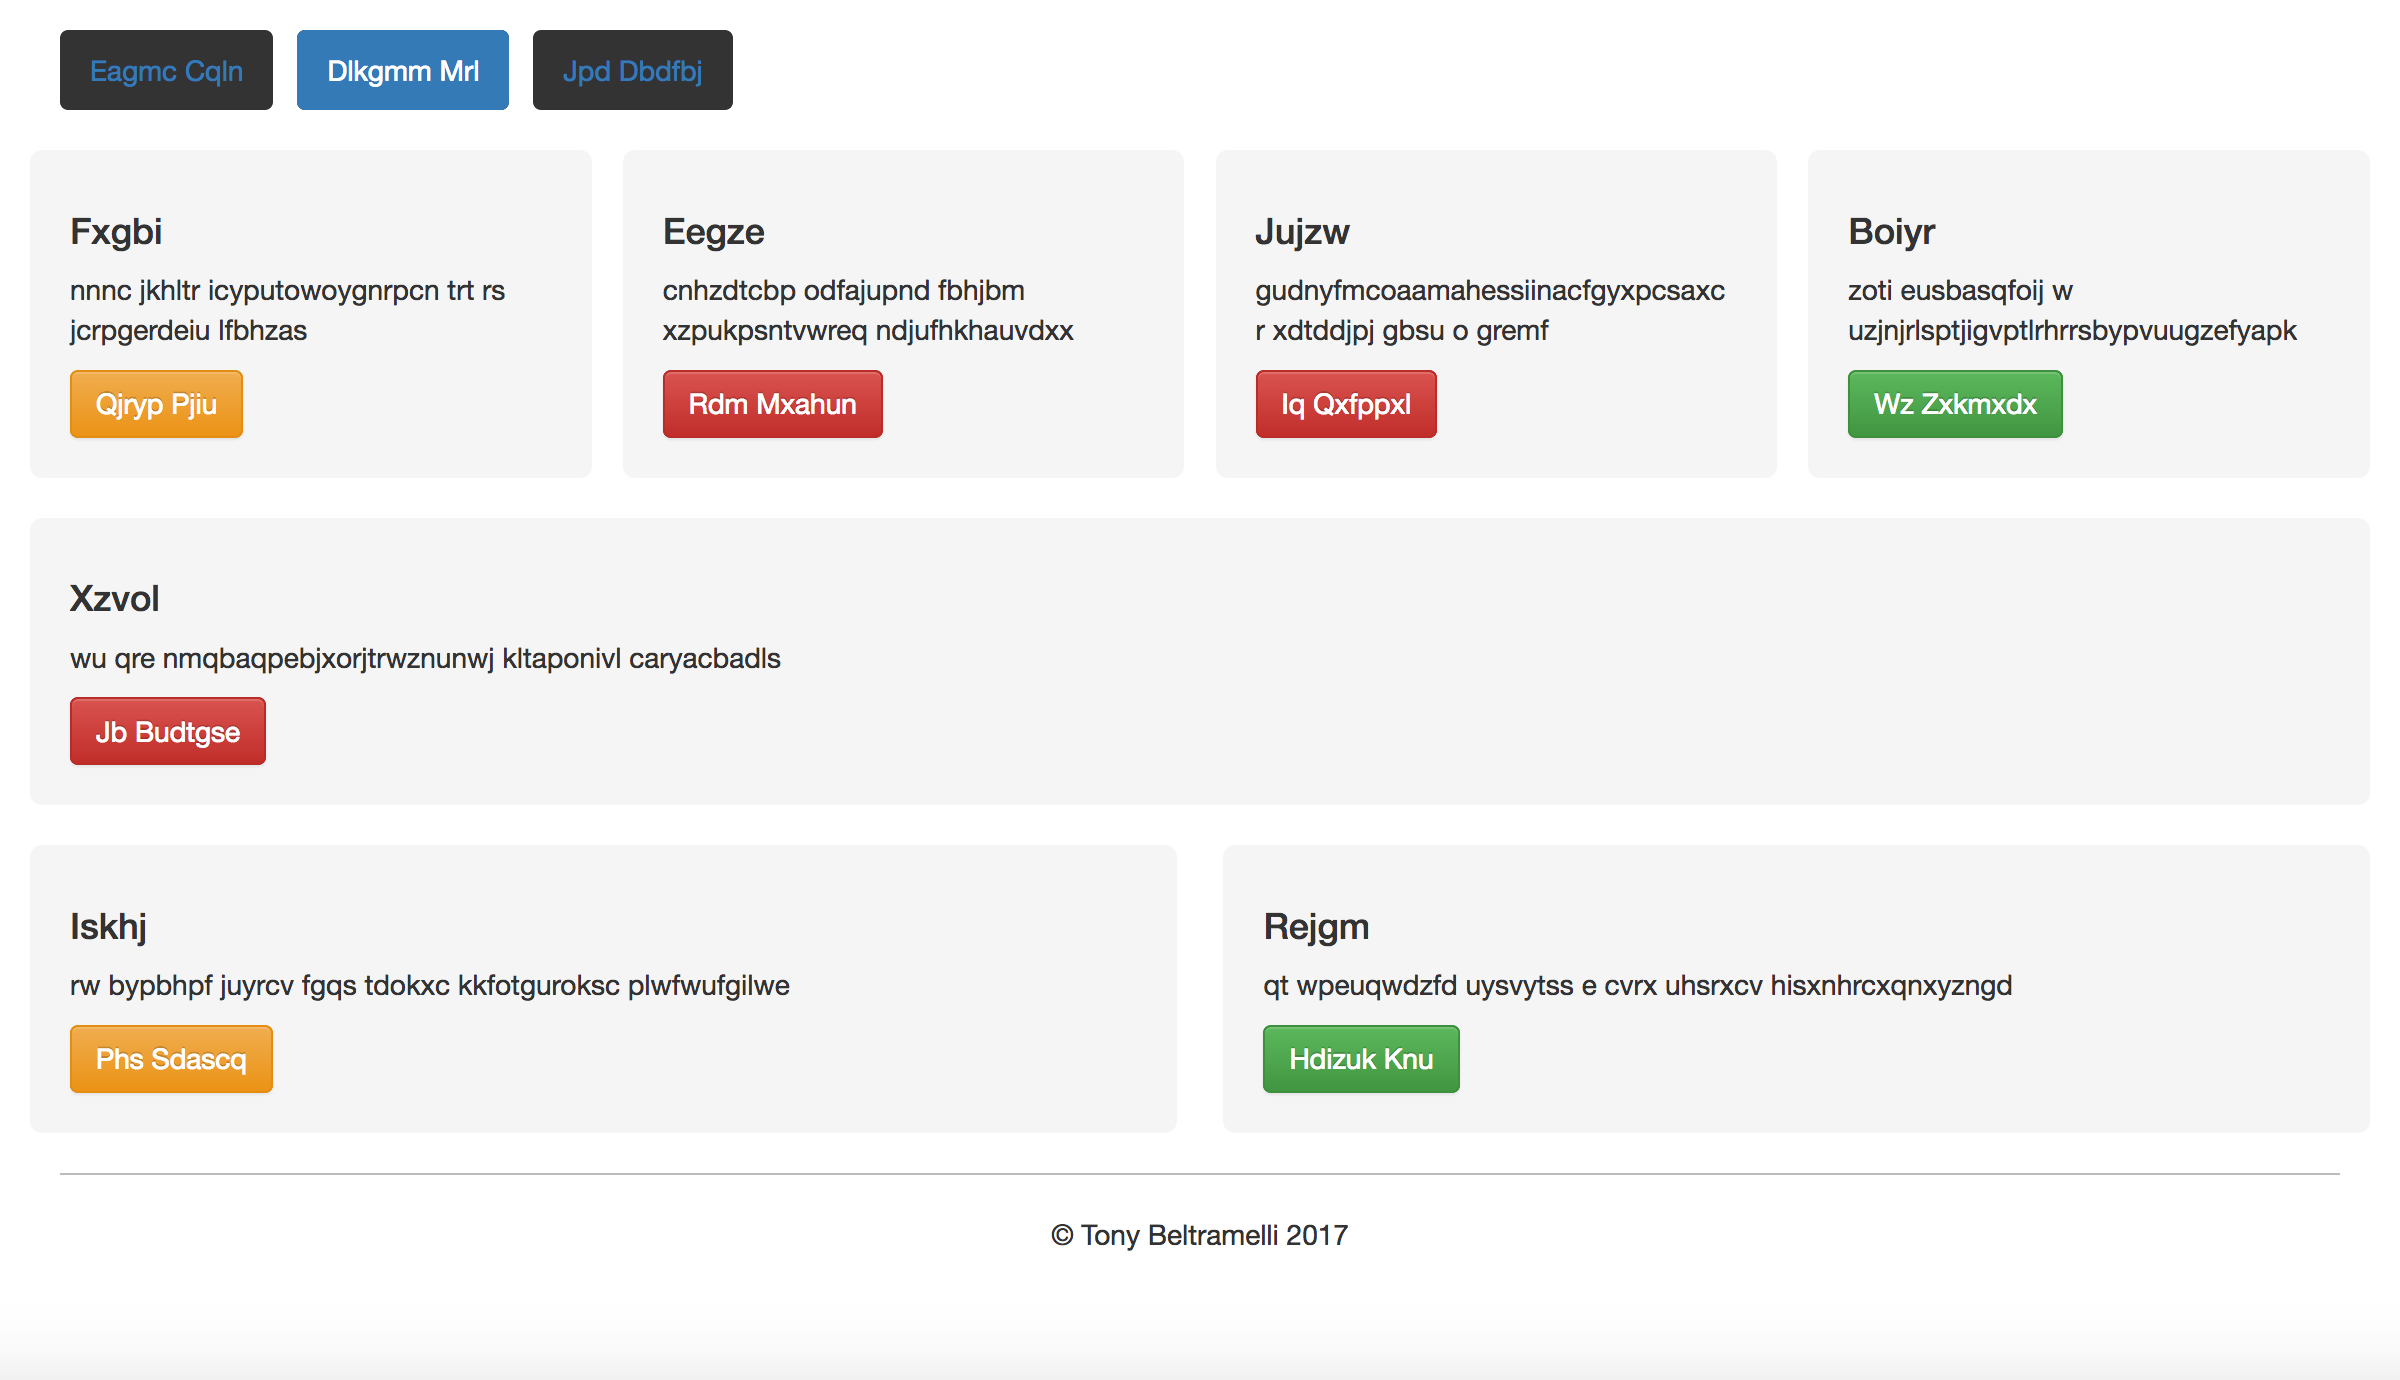 Eagmc Cqln
Dlkgmm Mrl
Jpd Dbdfbj
Fxgbi
nnnc jkhltr icyputowoygnrpcn trt rs
jcrpgerdeiu lfbhzas
Qjryp Pjiu
Eegze
cnhzdtcbp odfajupnd fbhjbm
xzpukpsntvwreq ndjufhkhauvdxx
Rdm Mxahun
Jujzw
gudnyfmcoaamahessiinacfgyxpcsaxc
r xdtddjpj gbsu o gremf
Iq Qxfppxl
Boiyr
zoti eusbasqfoij w
uzjnjrlsptjigvptlrhrrsbypvuugzefyapk
Wz Zxkmxdx
Xzvol
wu qre nmqbaqpebjxorjtrwznunwj kltaponivl caryacbadls
Jb Budtgse
Iskhj
rw bypbhpf juyrcv fgqs tdokxc kkfotguroksc plwfwufgilwe
Phs Sdascq
Rejgm
qt wpeuqwdzfd uysvytss e cvrx uhsrxcv hisxnhrcxqnxyzngd
Hdizuk Knu
© Tony Beltramelli 2017